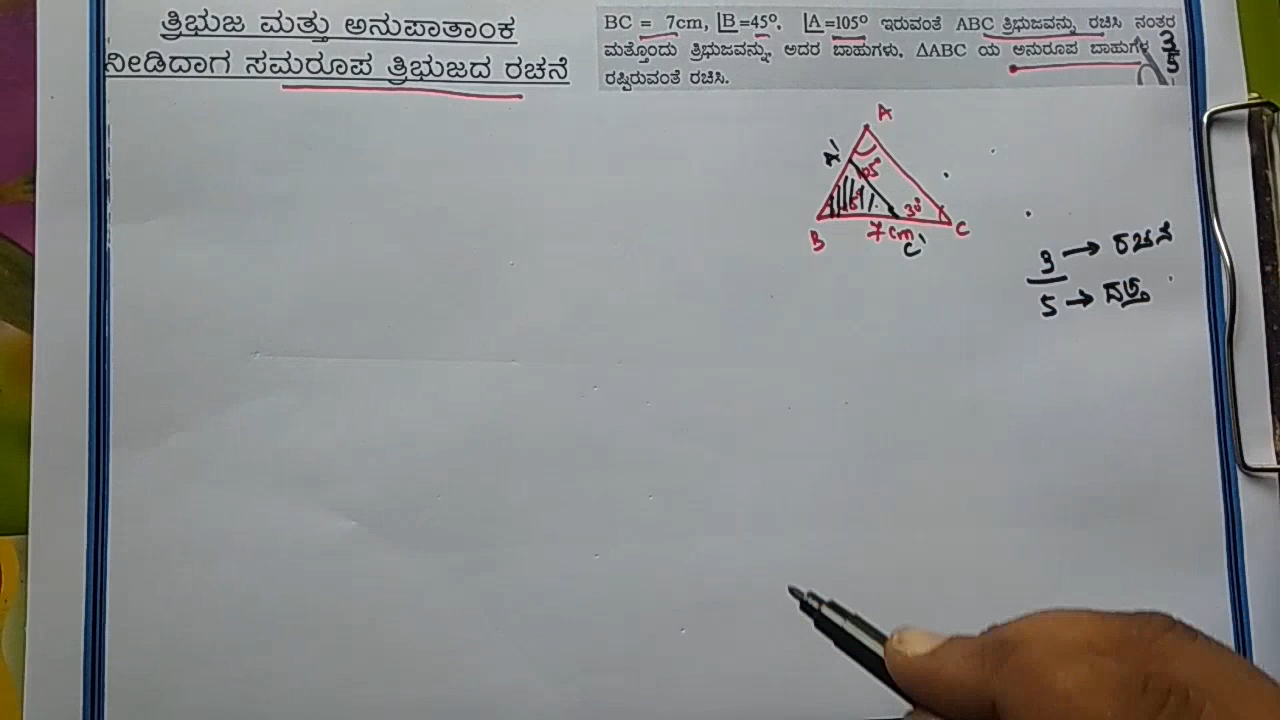 ತ್ರಿಭುಜ ಮತ್ತು ಅನುಪಾತಾಂಕ
ನೀಡಿದಾಗ ಸಮರೂಪ ತ್ರಿಭುಜದ ರಚನೆ
BC = 7cm, ⌊B =45°, ⌊A =105° ಇರುವಂತೆ ABC ತ್ರಿಭುಜವನ್ನು ರಚಿಸಿ ನಂತರ
ಮತ್ತೊಂದು ತ್ರಿಭುಜವನ್ನು, ಅದರ ಬಾಹುಗಳು, ΔABC ಯ ಅನುರೂಪ ಬಾಹುಗಳ 3/5
ರಷ್ಟಿರುವಂತೆ ರಚಿಸಿ.
A
A'
105
30°
B
7cm
C
C'
3 → ರಚನೆ
5 → ದತ್ತ